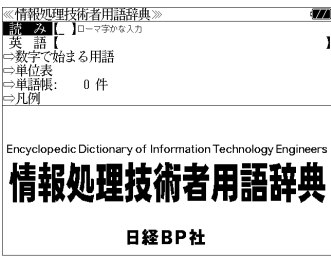 ≪情報処理技術者用語辞典≫
読 み【 】ローマ字かな入力
英 語【 】
⇨数字で始まる用語
⇨単位表
⇨単語帳: 0 件
⇨凡例
Encyclopedic Dictionary of Information Technology Engineers
情報処理技術者用語辞典
日経BP社